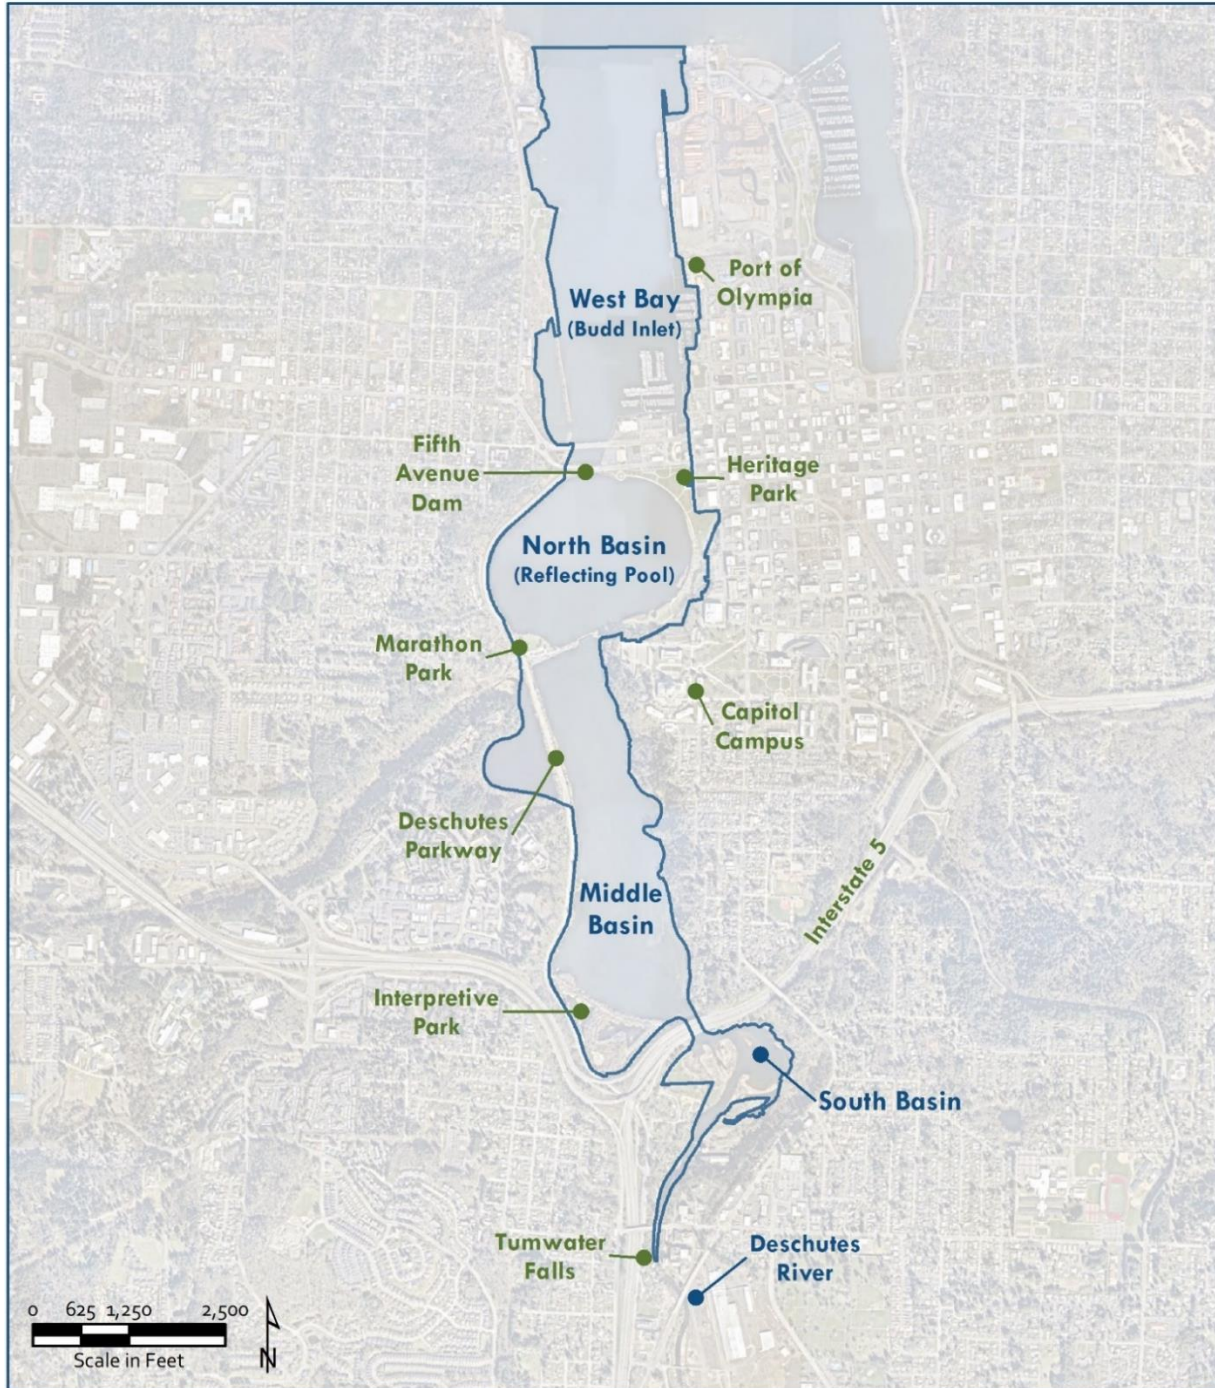 Port of
Olympia
West Bay
(Budd Inlet)
Fifth
Avenue
Dam
Heritage
Park
North Basin
(Reflecting Pool)
Marathon
Park
Capitol
Campus
Deschutes
Parkway
Interstate 5
Middle
Basin
Interpretive
Park
South Basin
Tumwater
Falls
Deschutes
River
0 625 1,250 2,500
Scale in Feet
N